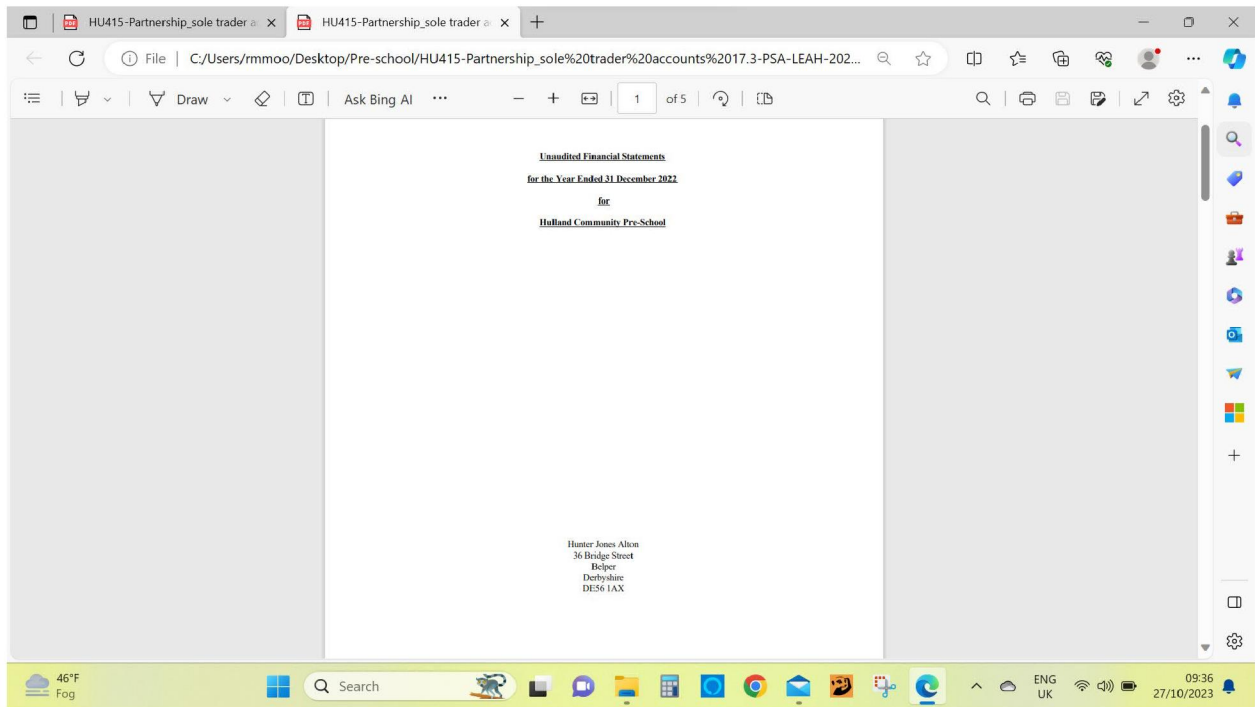 HU415-Partnership_sole trader a
HU415-Partnership_sole trader a
File | C:/Users/rmmoo/Desktop/Pre-school/HU415-Partnership_sole%20trader%20accounts%2017.3-PSA-LEAH-202...
Draw
Ask Bing AI
1 of 5
Unaudited Financial Statements
for the Year Ended 31 December 2022
for
Hulland Community Pre-School
Hunter Jones Alton
36 Bridge Street
Belper
Derbyshire
DE56 1AX
46°F
Fog
Search
ENG
UK
09:36
27/10/2023